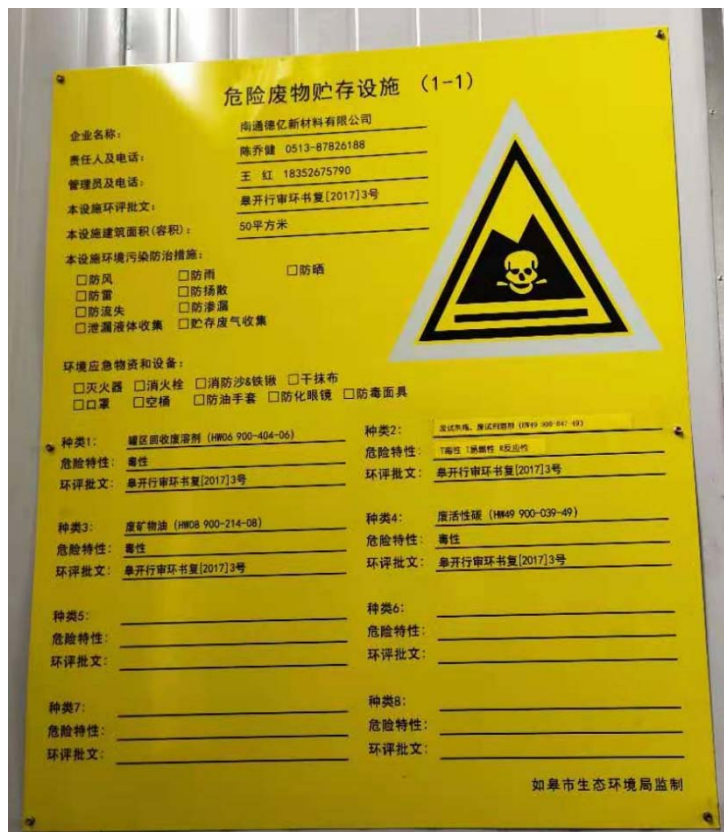 危险废物贮存设施 (1-1)
企业名称： 南通德亿新材料有限公司
责任人及电话： 陈乔健 0513-87826188
管理员及电话： 王 红 18352675790
本设施环评批文： 皋开行审环书复[2017]3号
本设施建筑面积(容积)： 50平方米
本设施环境污染防治措施：
□防风 □防雨 □防晒
□防雷 □防扬散
□防流失 □防渗漏
□泄漏液体收集 □贮存废气收集
环境应急物资和设备：
□灭火器 □消火栓 □消防沙&铁锹 □干抹布
□口罩 □空桶 □防油手套 □防化眼镜 □防毒面具
种类1： 罐区回收废溶剂 (HW06 900-404-06)
危险特性： 毒性
环评批文： 皋开行审环书复[2017]3号
种类2： (HW49 900-047-49)
危险特性： T毒性 I易燃性 R反应性
环评批文： 皋开行审环书复[2017]3号
种类3： 废矿物油 (HW08 900-214-08)
危险特性： 毒性
环评批文： 皋开行审环书复[2017]3号
种类4： 废活性碳 (HW49 900-039-49)
危险特性： 毒性
环评批文： 皋开行审环书复[2017]3号
种类5：
危险特性：
环评批文：
种类6：
危险特性：
环评批文：
种类7：
危险特性：
环评批文：
种类8：
危险特性：
环评批文：
如皋市生态环境局监制